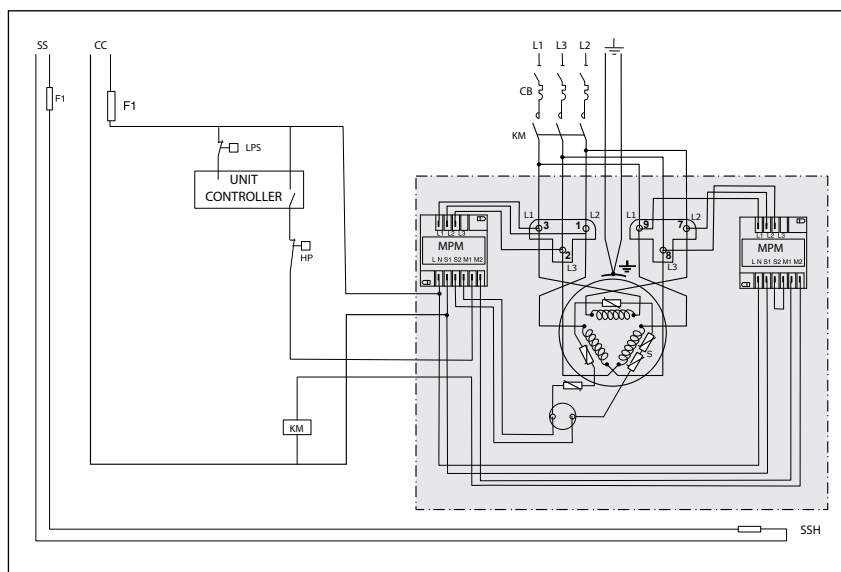 SS
CC
L1
L3
L2
F1
F1
CB
KM
LPS
UNIT
CONTROLLER
HP
L1
3
1
L2
2
L3
L1
9
7
L2
8
L3
L1 L2 L3
MPM
L N S1 S2 M1 M2
L1 L2 L3
MPM
L N S1 S2 M1 M2
S
KM
SSH